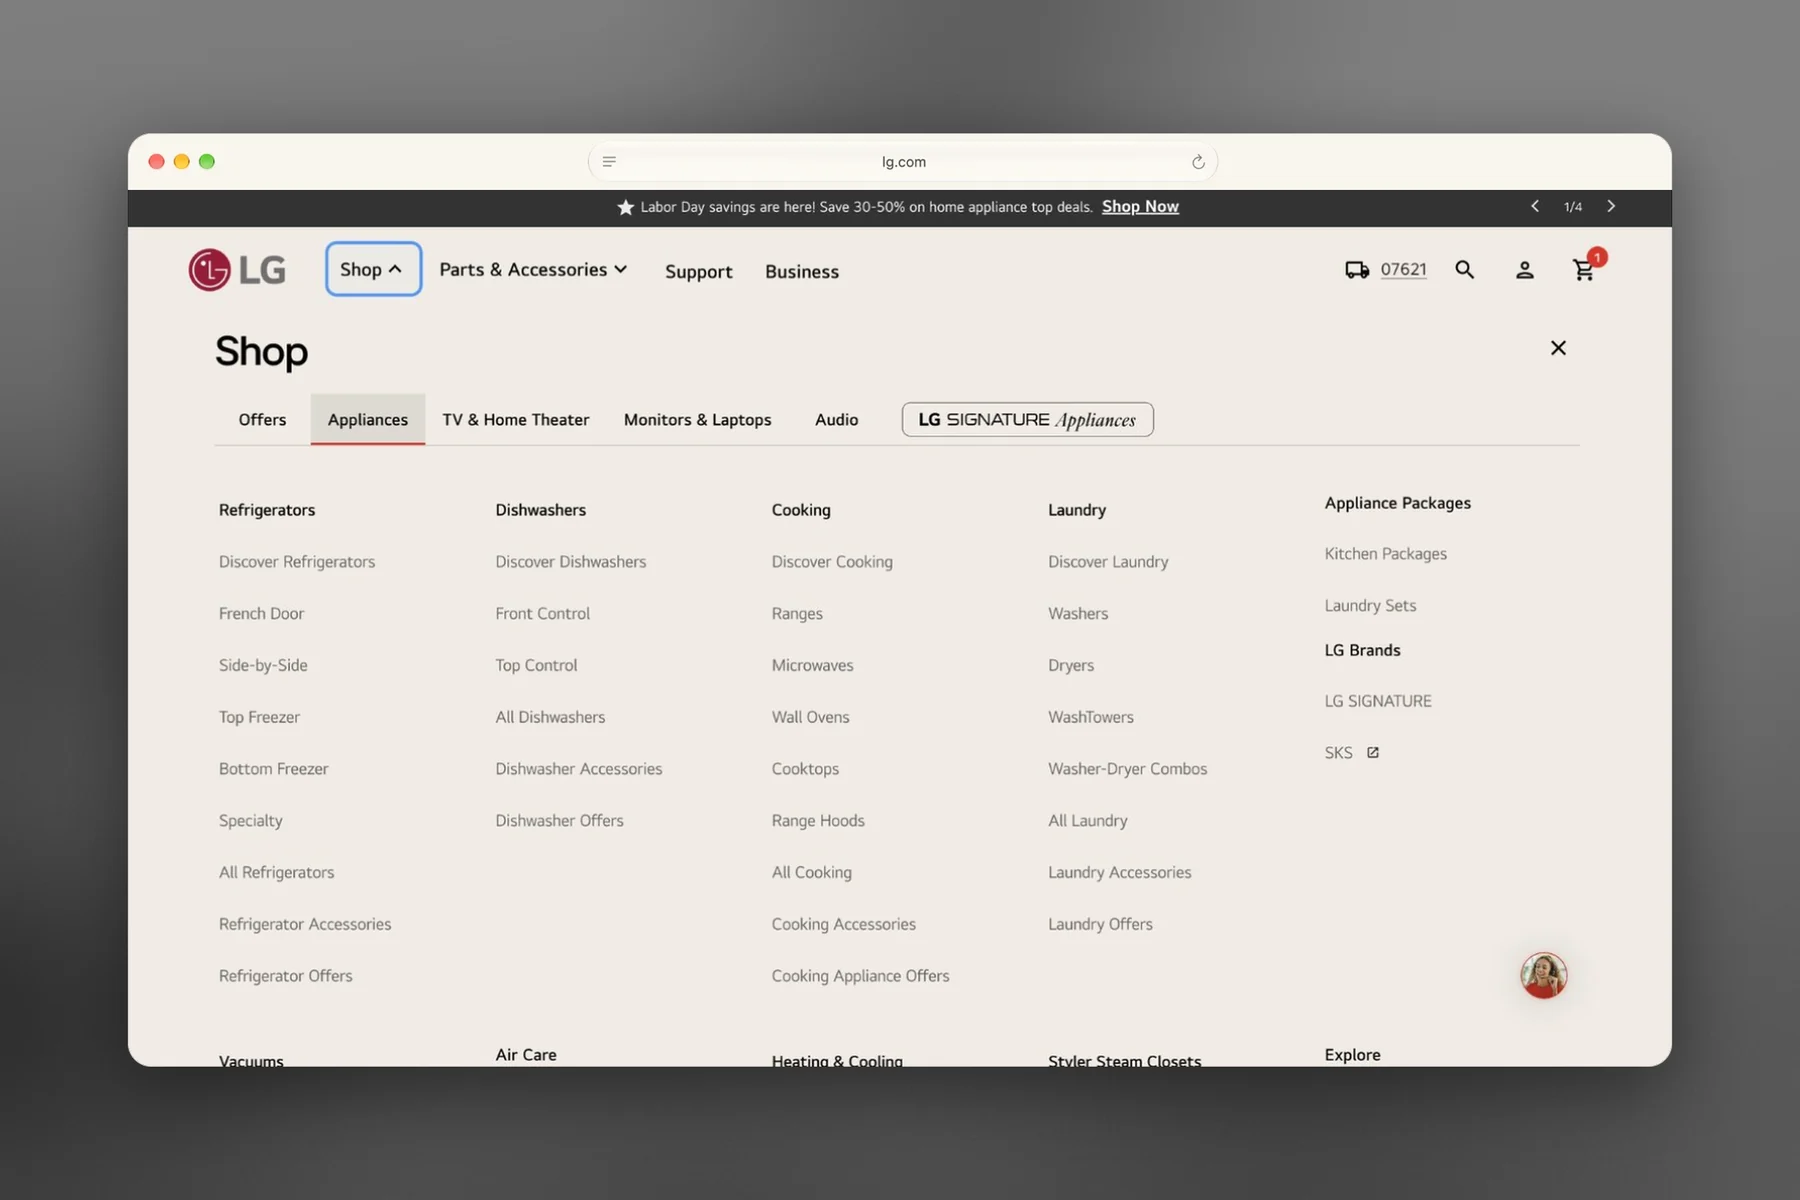 lg.com
Labor Day savings are here! Save 30-50% on home appliance top deals. Shop Now
1/4
LG
Shop
Parts & Accessories
Support
Business
07621
1
Shop
Offers
Appliances
TV & Home Theater
Monitors & Laptops
Audio
LG SIGNATURE Appliances
Refrigerators
Discover Refrigerators
French Door
Side-by-Side
Top Freezer
Bottom Freezer
Specialty
All Refrigerators
Refrigerator Accessories
Refrigerator Offers
Dishwashers
Discover Dishwashers
Front Control
Top Control
All Dishwashers
Dishwasher Accessories
Dishwasher Offers
Cooking
Discover Cooking
Ranges
Microwaves
Wall Ovens
Cooktops
Range Hoods
All Cooking
Cooking Accessories
Cooking Appliance Offers
Laundry
Discover Laundry
Washers
Dryers
WashTowers
Washer-Dryer Combos
All Laundry
Laundry Accessories
Laundry Offers
Appliance Packages
Kitchen Packages
Laundry Sets
LG Brands
LG SIGNATURE
SKS
Vacuums
Air Care
Heating & Cooling
Styler Steam Closets
Explore